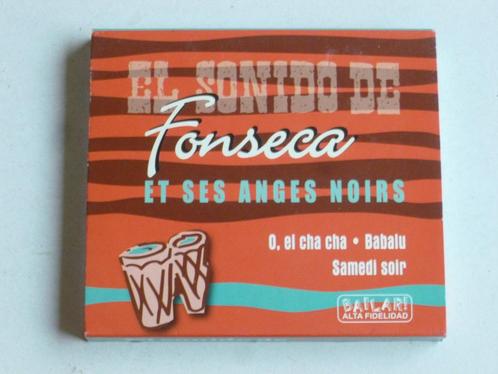 EL SONIDO DE
Fonseca
ET SES ANGES NOIRS
O, el cha cha • Babalu
Samedi soir
BAILAR!
ALTA FIDELIDAD